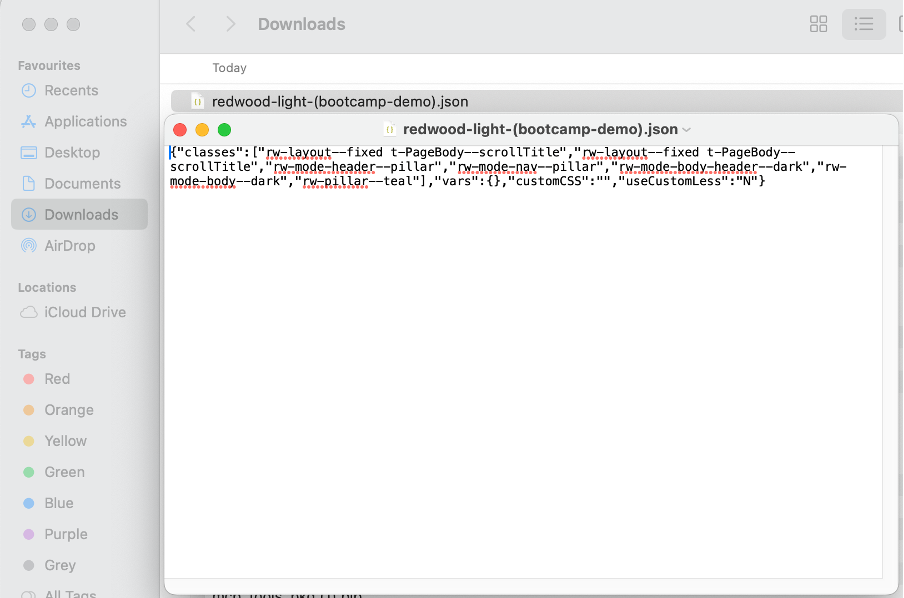 Downloads
Favourites
Recents
Applications
Desktop
Documents
Downloads
AirDrop
Locations
iCloud Drive
Tags
Red
Orange
Yellow
Green
Blue
Purple
Grey
All Tags
Today
redwood-light-(bootcamp-demo).json
redwood-light-(bootcamp-demo).json
{"classes":["rw-layout--fixed t-PageBody--scrollTitle","rw-layout--fixed t-PageBody--
scrollTitle","rw-mode-header--pillar","rw-mode-nav--pillar","rw-mode-body-header--dark","rw-
mode-body--dark","rw-pillar--teal"],"vars":{},"customCSS":"","useCustomLess":"N"}